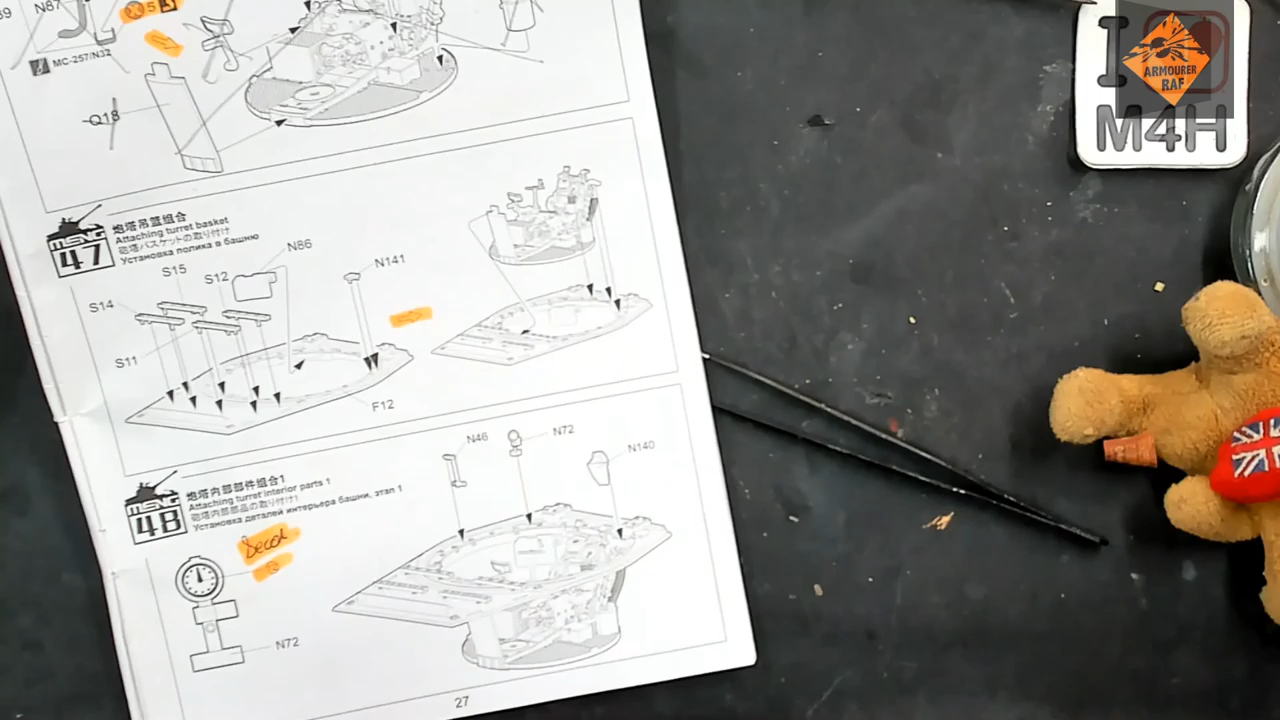 N87
5
MC-257/N32
Q18
MENG
47
炮塔吊篮组合
Attaching turret basket
砲塔バスケットの取り付け
Установка полика в башню
N86
S15
S12
N141
S14
S11
F12
MENG
48
炮塔内部部件组合1
Attaching turret interior parts 1
砲塔内部部品の取り付け1
Установка деталей интерьера башни, этап 1
N46
N72
N140
Decal
N72
27
I
M4H
ARMOURER
RAF